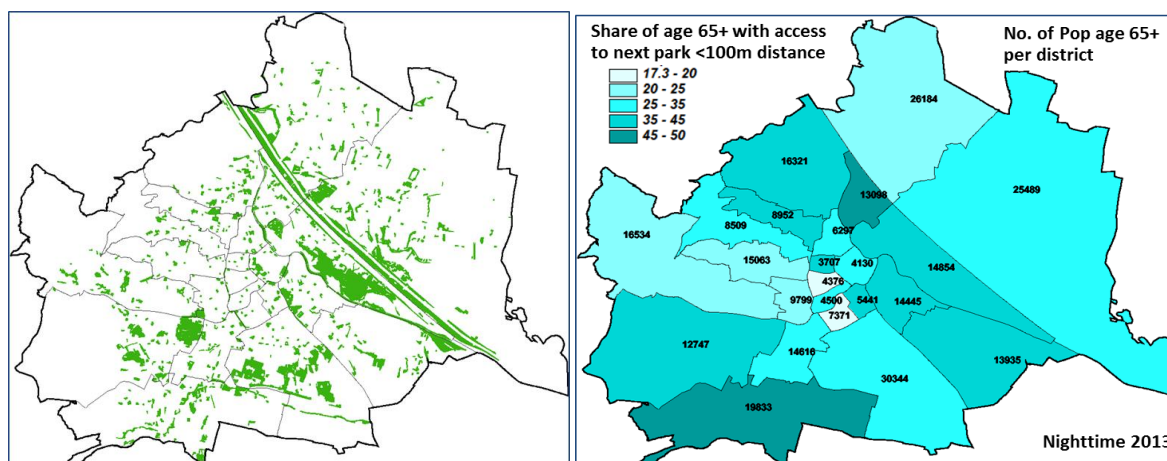 Share of age 65+ with access
to next park <100m distance
No. of Pop age 65+
per district
17.3 - 20
20 - 25
25 - 35
35 - 45
45 - 50
26184
16321
13098
25489
8952
8509
6297
16534
15063
3707
4130
14854
4376
9799
4500
5441
14445
7371
12747
14616
13935
30344
19833
Nighttime 2013